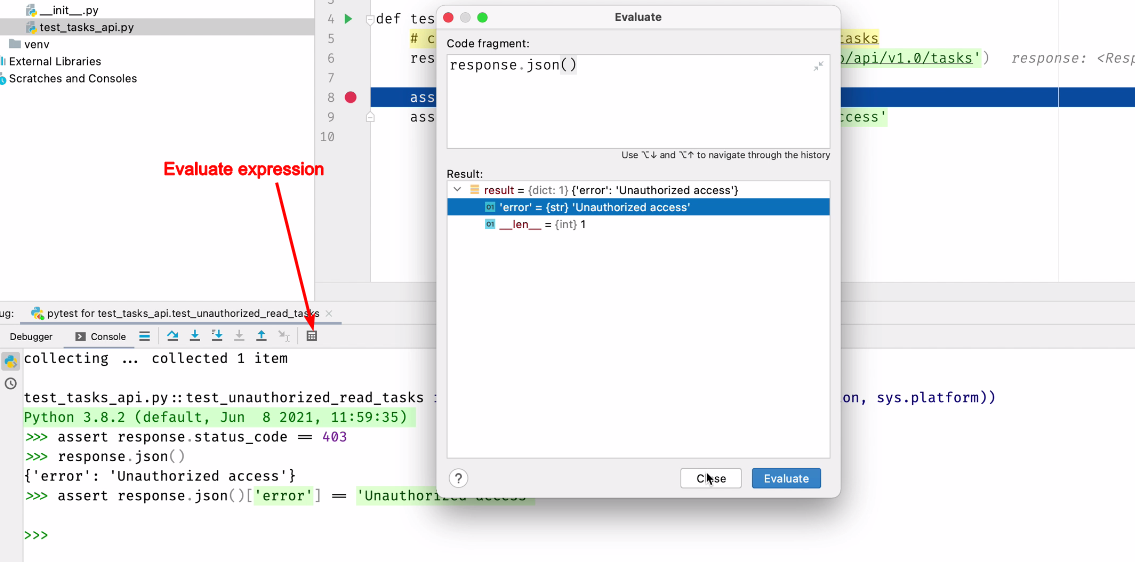 __init__.py
test_tasks_api.py
venv
External Libraries
Scratches and Consoles
4 def tes
5 # c tasks
6 res o/api/v1.0/tasks') response: <Resp
7
8 ass
9 ass ccess'
10
Evaluate expression
Evaluate
Code fragment:
response.json()
Use ⌥↓ and ⌥↑ to navigate through the history
Result:
result = {dict: 1} {'error': 'Unauthorized access'}
01 'error' = {str} 'Unauthorized access'
01 __len__ = {int} 1
?
Close
Evaluate
ug: pytest for test_tasks_api.test_unauthorized_read_tasks ×
Debugger Console
collecting ... collected 1 item
test_tasks_api.py::test_unauthorized_read_tasks on, sys.platform))
Python 3.8.2 (default, Jun 8 2021, 11:59:35)
>>> assert response.status_code == 403
>>> response.json()
{'error': 'Unauthorized access'}
>>> assert response.json()['error'] == 'Unauthorized access'
>>>